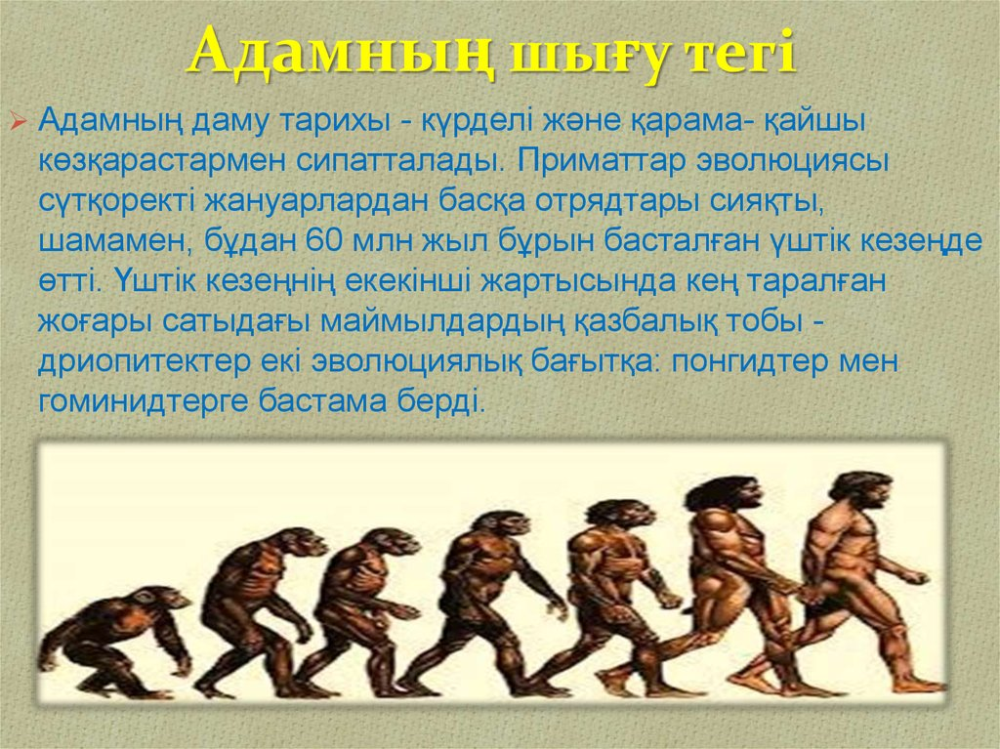 Адамның шығу тегі
Адамның даму тарихы - күрделі және қарама- қайшы
көзқарастармен сипатталады. Приматтар эволюциясы
сүтқоректі жануарлардан басқа отрядтары сияқты,
шамамен, бұдан 60 млн жыл бұрын басталған үштік кезеңде
өтті. Үштік кезеңнің екекінші жартысында кең таралған
жоғары сатыдағы маймылдардың қазбалық тобы -
дриопитектер екі эволюциялық бағытқа: понгидтер мен
гоминидтерге бастама берді.